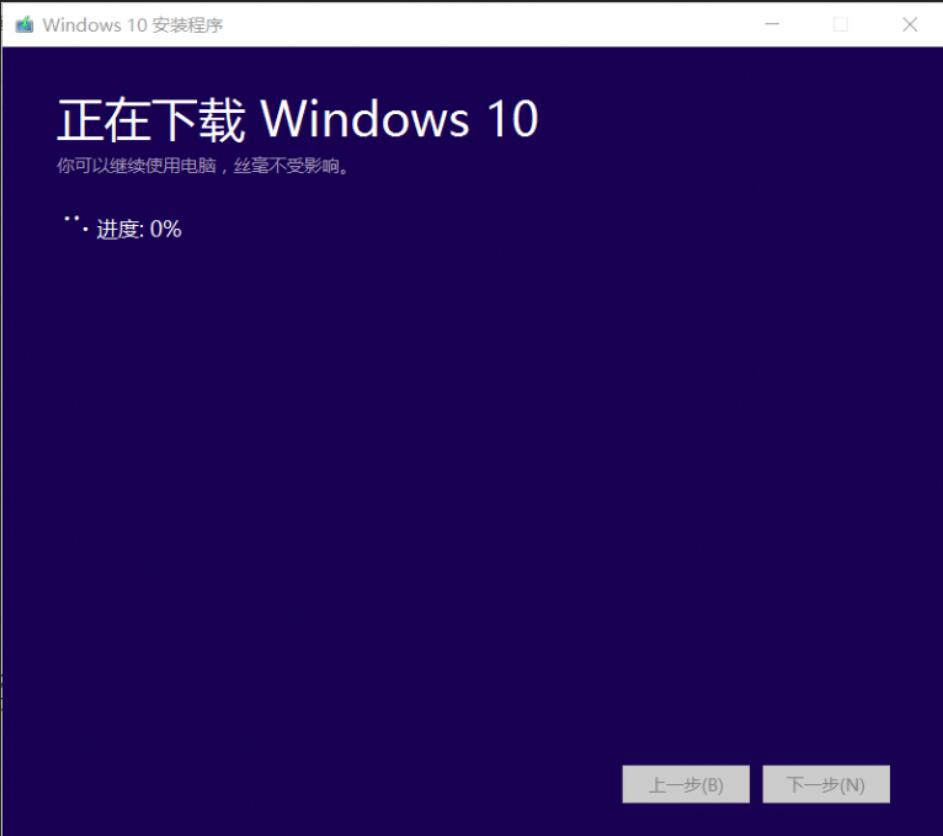 Windows 10 安装程序
正在下载 Windows 10
你可以继续使用电脑，丝毫不受影响。
进度: 0%
上一步(B) 下一步(N)